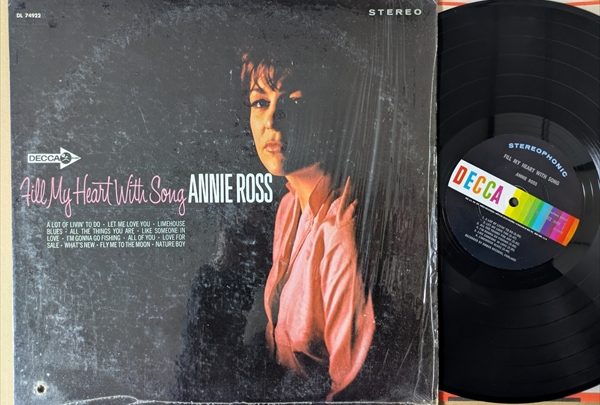 DL 74922
STEREO
DECCA
Fill My Heart With Song ANNIE ROSS
A LOT OF LIVIN' TO DO • LET ME LOVE YOU • LIMEHOUSE
BLUES • ALL THE THINGS YOU ARE • LIKE SOMEONE IN
LOVE • I'M GONNA GO FISHING • ALL OF YOU • LOVE FOR
SALE • WHAT'S NEW • FLY ME TO THE MOON • NATURE BOY
STEREOPHONIC
FILL MY HEART WITH SONG
ANNIE ROSS
DECCA